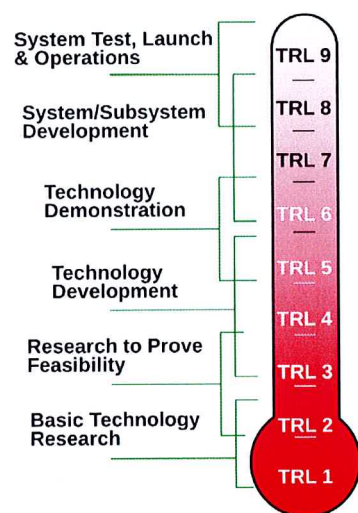 System Test, Launch
& Operations
System/Subsystem
Development
Technology
Demonstration
Technology
Development
Research to Prove
Feasibility
Basic Technology
Research
TRL 9
TRL 8
TRL 7
TRL 6
TRL 5
TRL 4
TRL 3
TRL 2
TRL 1